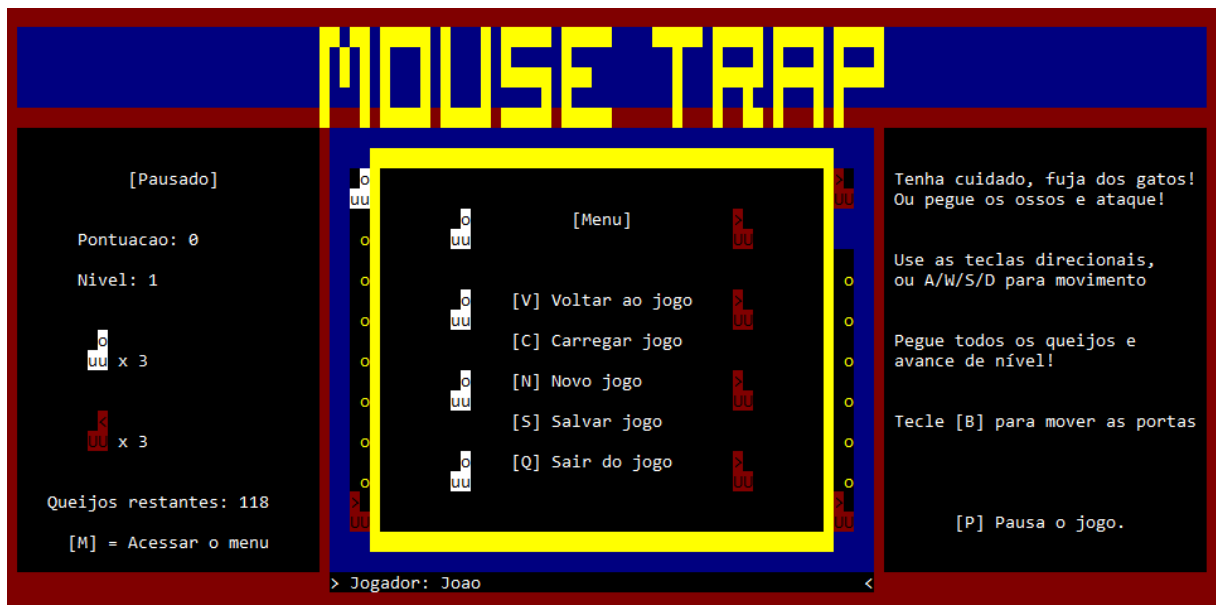 MOUSE TRAP
[Pausado]
Pontuacao: 0
Nivel: 1
o
uu x 3
<
UU x 3
Queijos restantes: 118
[M] = Acessar o menu
[Menu]
[V] Voltar ao jogo
[C] Carregar jogo
[N] Novo jogo
[S] Salvar jogo
[Q] Sair do jogo
> Jogador: Joao <
Tenha cuidado, fuja dos gatos!
Ou pegue os ossos e ataque!
Use as teclas direcionais,
ou A/W/S/D para movimento
Pegue todos os queijos e
avance de nível!
Tecle [B] para mover as portas
[P] Pausa o jogo.